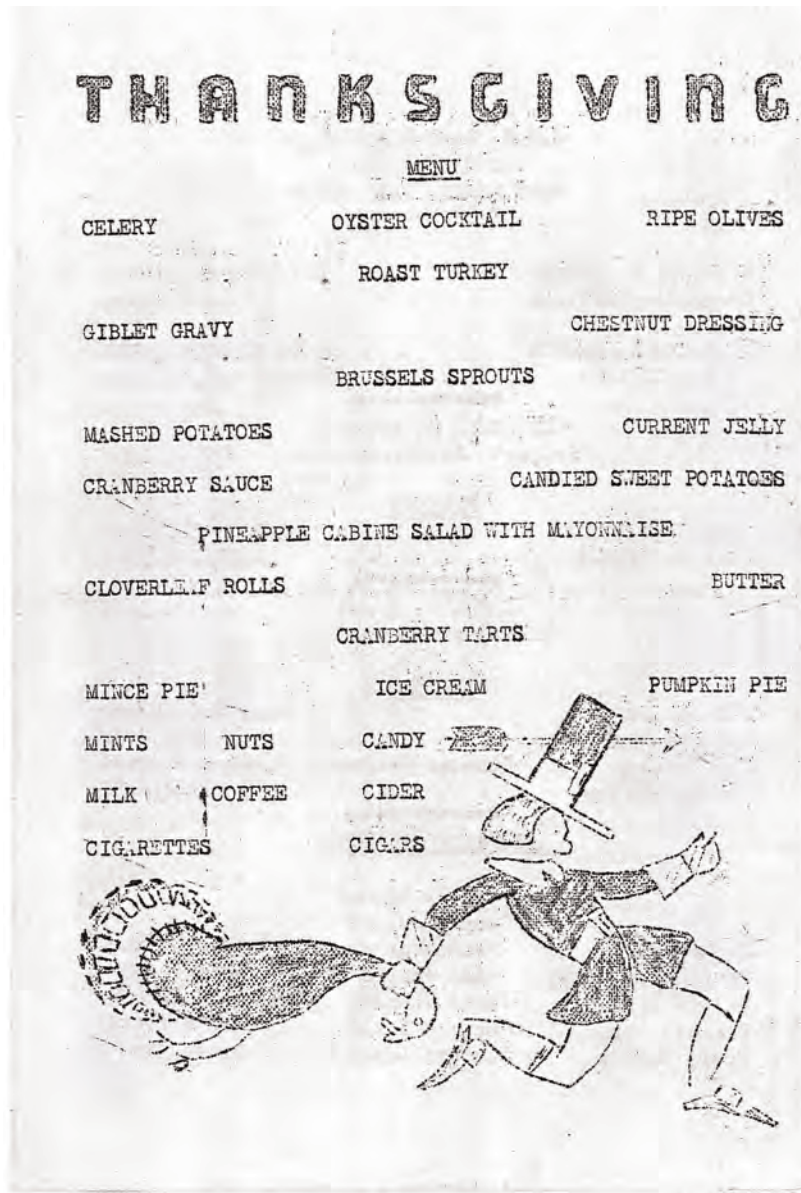 THANKSGIVING
MENU
CELERY OYSTER COCKTAIL RIPE OLIVES
ROAST TURKEY
GIBLET GRAVY CHESTNUT DRESSING
BRUSSELS SPROUTS
MASHED POTATOES CURRENT JELLY
CRANBERRY SAUCE CANDIED SWEET POTATOES
PINEAPPLE CABINE SALAD WITH MAYONNAISE
CLOVERLEAF ROLLS BUTTER
CRANBERRY TARTS
MINCE PIE ICE CREAM PUMPKIN PIE
MINTS NUTS CANDY
MILK COFFEE CIDER
CIGARETTES CIGARS